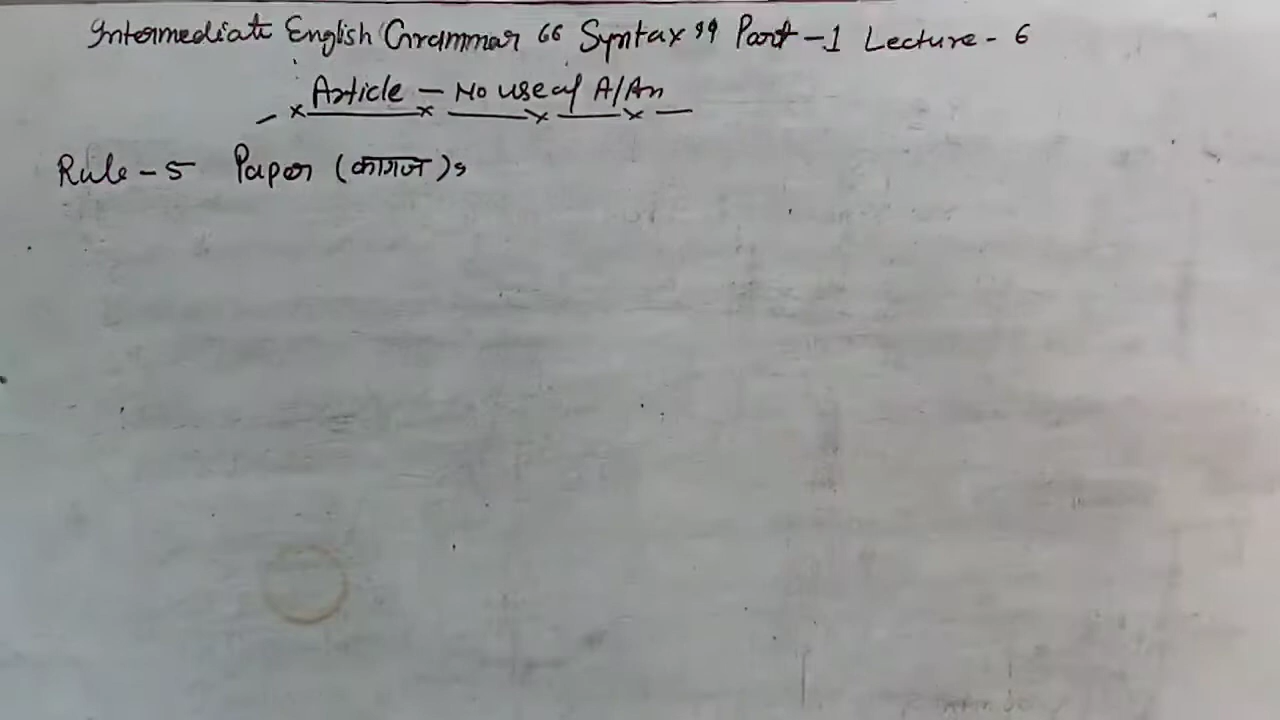 Intermediate English Grammar “ Syntax ” Part - 1 Lecture - 6
Article - No use of A/An
Rule - 5 Paper (कागज),